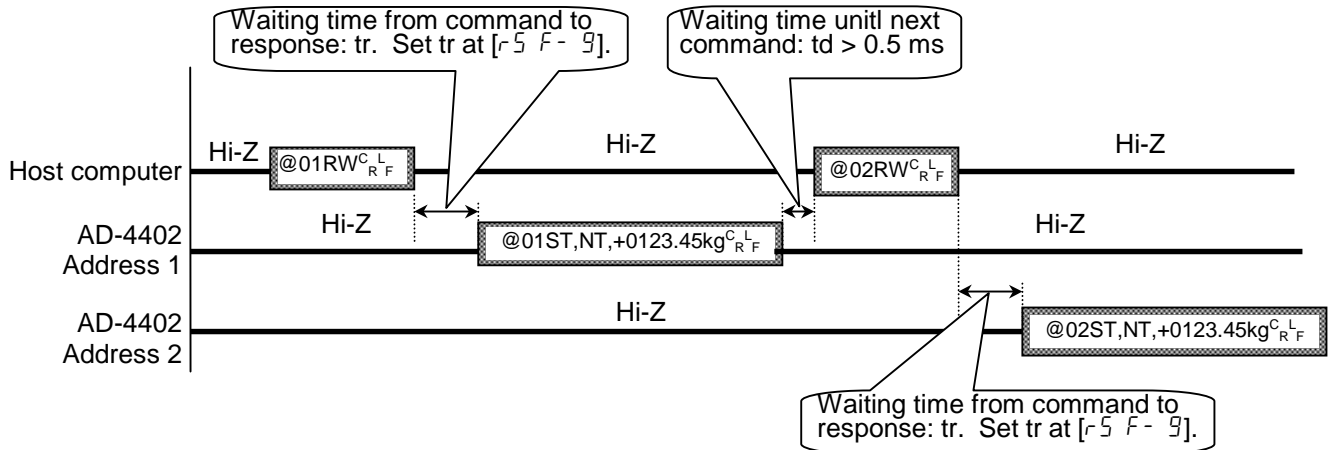 Waiting time from command to
response: tr. Set tr at [rS F- 9].
Waiting time unitl next
command: td > 0.5 ms
Host computer
Hi-Z
@01RWCRLF
Hi-Z
@02RWCRLF
Hi-Z
AD-4402
Address 1
Hi-Z
@01ST,NT,+0123.45kgCRLF
Hi-Z
AD-4402
Address 2
Hi-Z
@02ST,NT,+0123.45kgCRLF
Waiting time from command to
response: tr. Set tr at [rS F- 9].